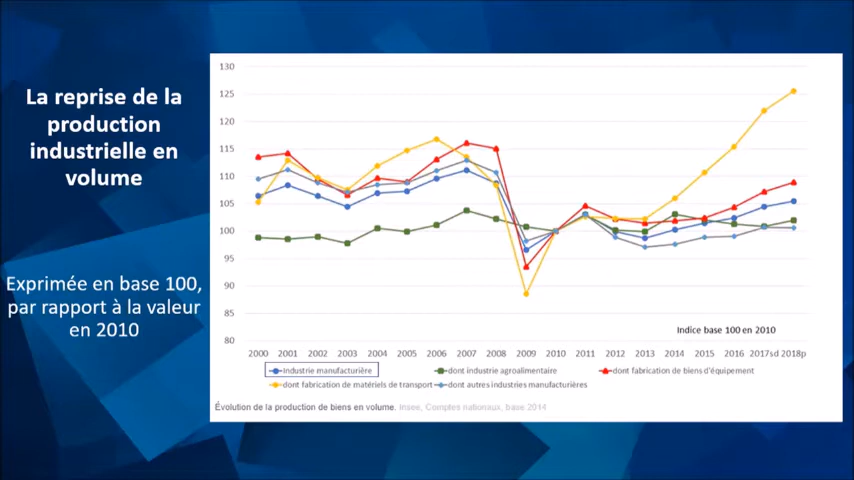 La reprise de la
production
industrielle en
volume
Exprimée en base 100,
par rapport à la valeur
en 2010
130
125
120
115
110
105
100
95
90
85
80
Indice base 100 en 2010
2000 2001 2002 2003 2004 2005 2006 2007 2008 2009 2010 2011 2012 2013 2014 2015 2016 2017sd 2018p
Industrie manufacturière dont industrie agroalimentaire dont fabrication de biens d'équipement
dont fabrication de matériels de transport dont autres industries manufacturières
Évolution de la production de biens en volume. Insee, Comptes nationaux, base 2014